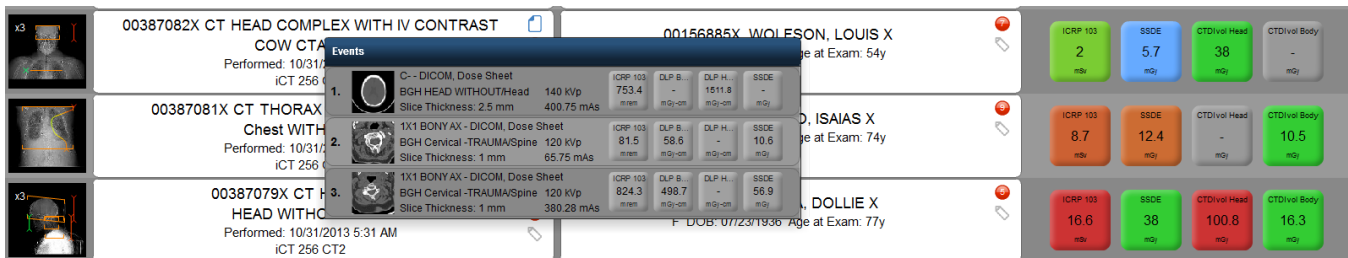 x3
00387082X CT HEAD COMPLEX WITH IV CONTRAST
COW CTA
Performed: 10/31/
iCT 256
00156885X WOLFSON, LOUIS X
Age at Exam: 54y
7
ICRP 103
2
mSv
SSDE
5.7
mGy
CTDIvol Head
38
mGy
CTDIvol Body
-
mGy
Events
1.
C- - DICOM, Dose Sheet
BGH HEAD WITHOUT/Head 140 kVp
Slice Thickness: 2.5 mm 400.75 mAs
ICRP 103
753.4
mrem
DLP B...
-
mGy-cm
DLP H...
1511.8
mGy-cm
SSDE
-
mGy
2.
1X1 BONY AX - DICOM, Dose Sheet
BGH Cervical -TRAUMA/Spine 120 kVp
Slice Thickness: 1 mm 65.75 mAs
ICRP 103
81.5
mrem
DLP B...
58.6
mGy-cm
DLP H...
-
mGy-cm
SSDE
10.6
mGy
3.
1X1 BONY AX - DICOM, Dose Sheet
BGH Cervical -TRAUMA/Spine 120 kVp
Slice Thickness: 1 mm 380.28 mAs
ICRP 103
824.3
mrem
DLP B...
498.7
mGy-cm
DLP H...
-
mGy-cm
SSDE
56.9
mGy
00387081X CT THORAX
Chest WITH
Performed: 10/31/
iCT 256
, ISAIAS X
ge at Exam: 74y
9
ICRP 103
8.7
mSv
SSDE
12.4
mGy
CTDIvol Head
-
mGy
CTDIvol Body
10.5
mGy
x3
00387079X CT H
HEAD WITHO
Performed: 10/31/2013 5:31 AM
iCT 256 CT2
, DOLLIE X
F DOB: 07/23/1936 Age at Exam: 77y
5
ICRP 103
16.6
mSv
SSDE
38
mGy
CTDIvol Head
100.8
mGy
CTDIvol Body
16.3
mGy